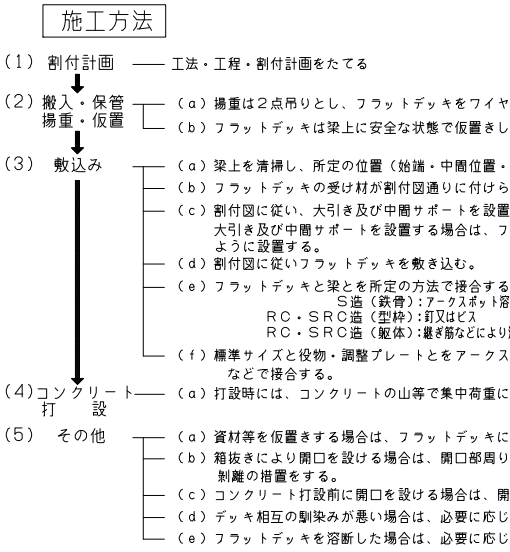 施工方法
(1) 割付計画 工法・工程・割付計画をたてる
(2) 搬入・保管
揚重・仮置
(a) 揚重は2点吊りとし、フラットデッキをワイヤ
(b) フラットデッキは梁上に安全な状態で仮置きし
(3) 敷込み
(a) 梁上を清掃し、所定の位置(始端・中間位置・
(b) フラットデッキの受け材が割付図通りに付けら
(c) 割付図に従い、大引き及び中間サポートを設置
大引き及び中間サポートを設置する場合は、フ
ように設置する。
(d) 割付図に従いフラットデッキを敷き込む。
(e) フラットデッキと梁とを所定の方法で接合する
S造(鉄骨):アークスポット溶
RC・SRC造(型枠):釘又はビス
RC・SRC造(躯体):継ぎ筋などにより
(f) 標準サイズと役物・調整プレートとをアークス
などで接合する。
(4) コンクリート
打 設
(a) 打設時には、コンクリートの山等で集中荷重に
(5) その他
(a) 資材等を仮置きする場合は、フラットデッキに
(b) 箱抜きにより開口を設ける場合は、開口部周り
剝離の措置をする。
(c) コンクリート打設前に開口を設ける場合は、開
(d) デッキ相互の馴染みが悪い場合は、必要に応じ
(e) フラットデッキを溶断した場合は、必要に応じ